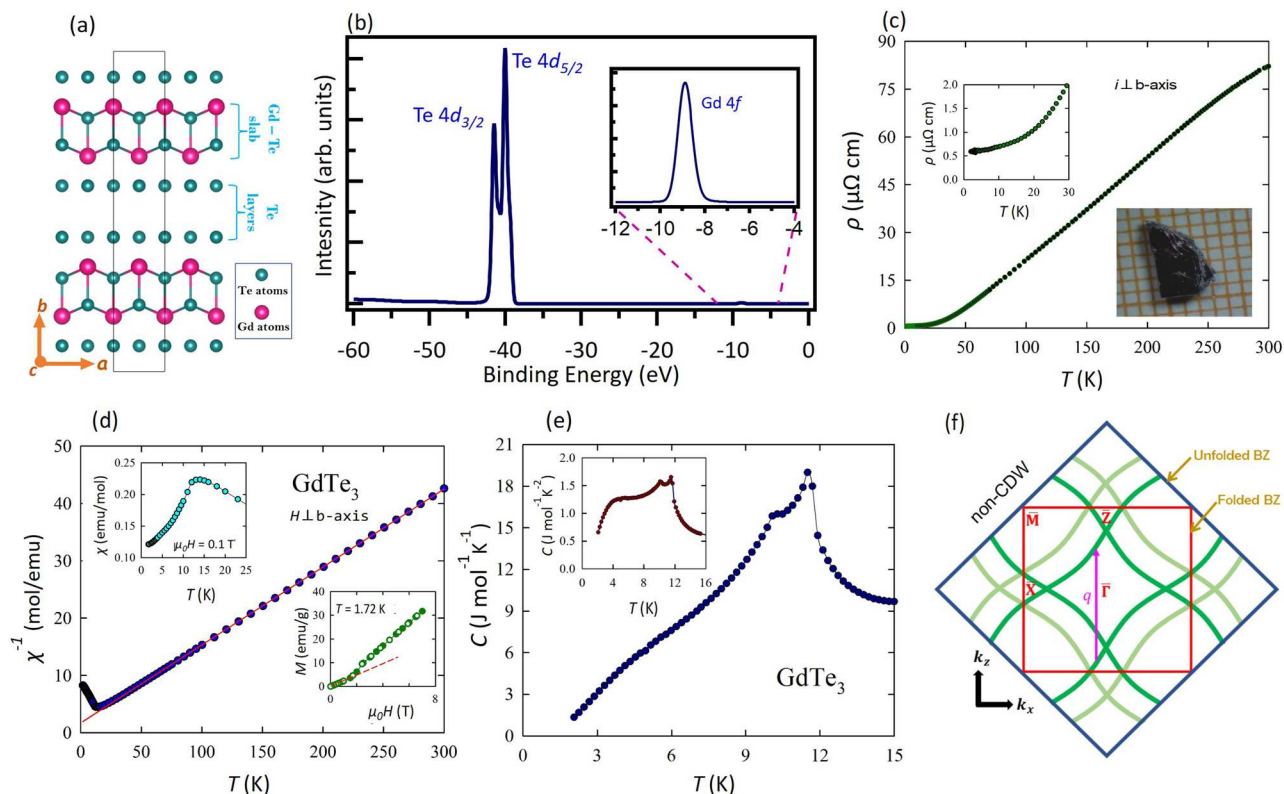 (a)
Gd – Te
slab
Te
layers
Te atoms
Gd atoms
b
c
a
(b)
Te 4d5/2
Te 4d3/2
Gd 4f
-12 -10 -8 -6 -4
Intesnity (arb. units)
-60 -50 -40 -30 -20 -10 0
Binding Energy (eV)
(c)
90
75
60
45
30
15
0
ρ (μΩ cm)
i⊥b-axis
2.0
1.5
1.0
0.5
0.0
ρ (μΩ cm)
0 10 20 30
T (K)
0 50 100 150 200 250 300
T (K)
(d)
50
40
30
20
10
0
χ-1 (mol/emu)
GdTe3
H⊥b-axis
0.25
0.20
0.15
0.10
χ (emu/mol)
μ0H = 0.1 T
0 5 10 15 20 25
T (K)
T = 1.72 K
40
30
20
10
0
M (emu/g)
0 4 8
μ0H (T)
0 50 100 150 200 250 300
T (K)
(e)
21
18
15
12
9
6
3
0
C (J mol-1 K-1)
2.0
1.5
1.0
0.5
0.0
C (J mol-1K-2)
0 4 8 12 16
T (K)
GdTe3
3 6 9 12 15
T (K)
(f)
non-CDW
Unfolded BZ
Folded BZ
M̄
Z̄
X̄
q
Γ̄
kz
kx